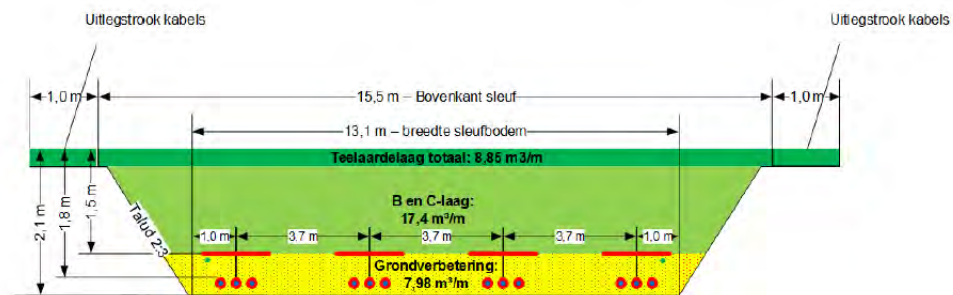 Uitlegstrook kabels
Uitlegstrook kabels
1,0 m
15,5 m – Bovenkant sleuf
1,0 m
13,1 m – breedte sleufbodem
Teelaardelaag totaal: 8,85 m3/m
B en C-laag:
17,4 m³/m
2,1 m
1,8 m
1,5 m
Talud 2:3
1,0 m
3,7 m
3,7 m
3,7 m
1,0 m
Grondverbetering:
7,98 m³/m